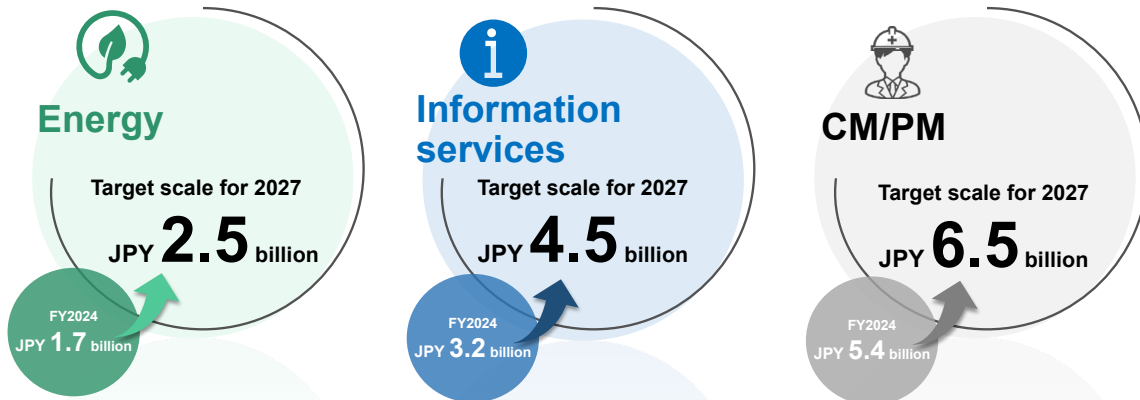 Energy
Target scale for 2027
JPY 2.5 billion
FY2024
JPY 1.7 billion
i
Information
services
Target scale for 2027
JPY 4.5 billion
FY2024
JPY 3.2 billion
CM/PM
Target scale for 2027
JPY 6.5 billion
FY2024
JPY 5.4 billion